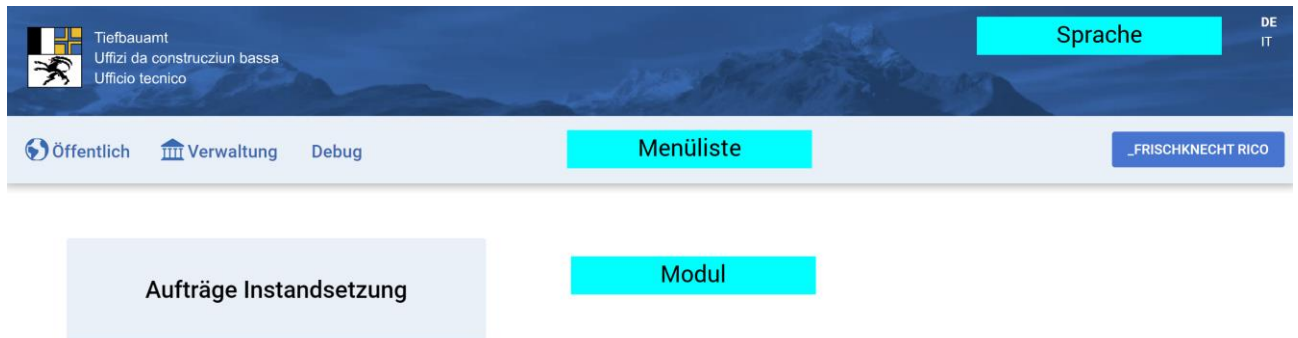 Tiefbauamt
Uffizi da construcziun bassa
Ufficio tecnico
Sprache
DE
IT
Öffentlich Verwaltung Debug
Menüliste
_FRISCHKNECHT RICO
Aufträge Instandsetzung
Modul